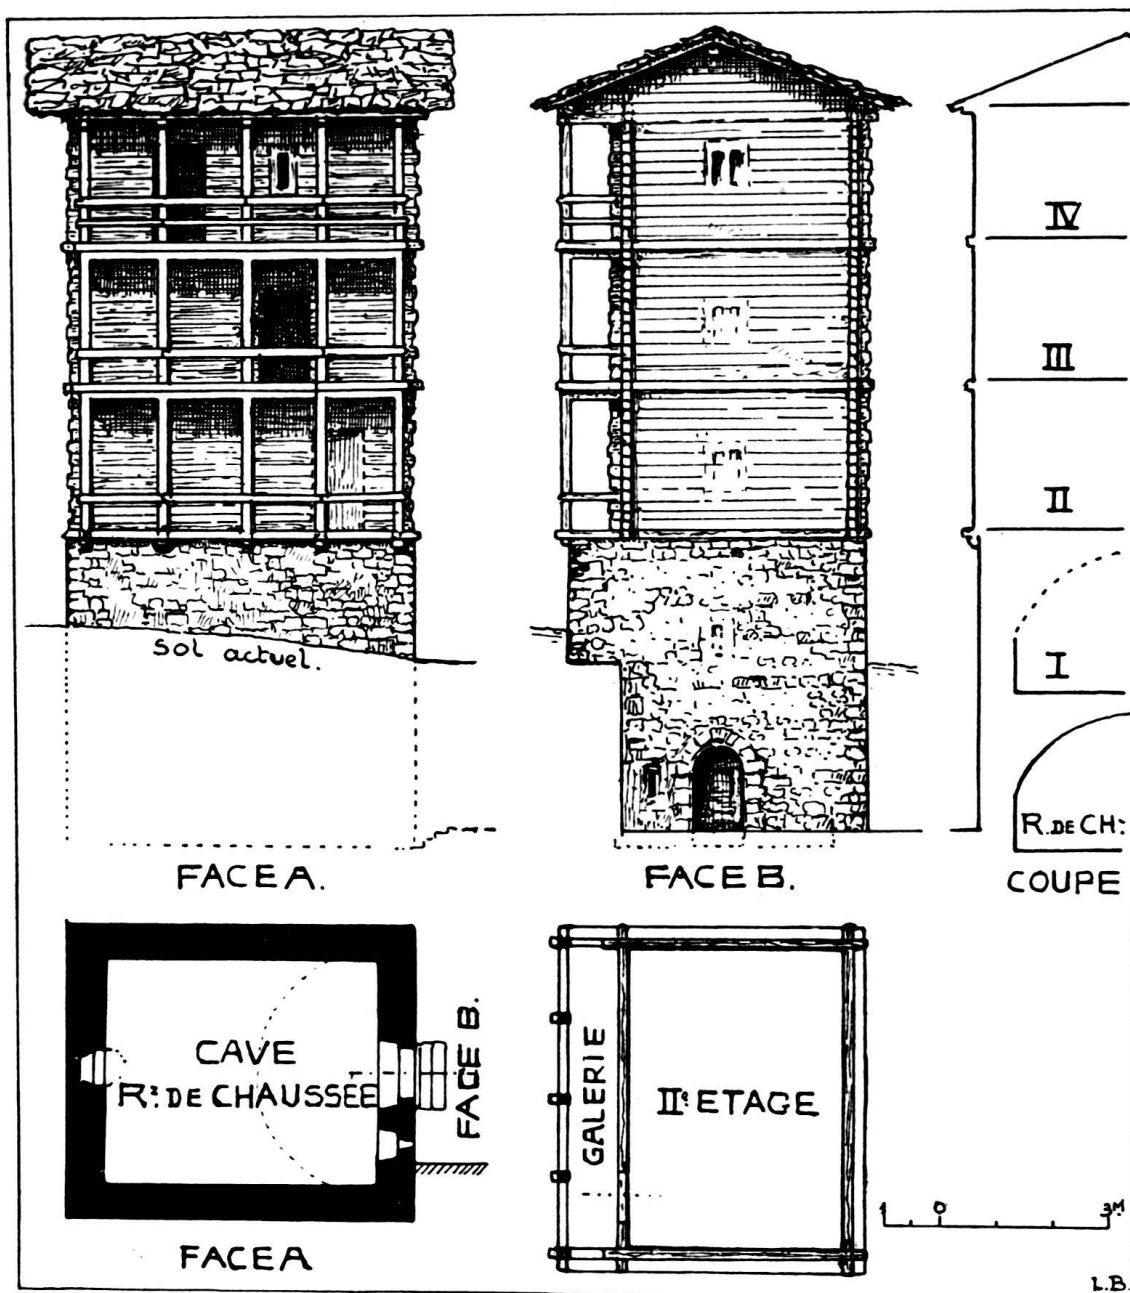 IV
III
II
I
Sol actuel.
R. DE CH:
FACE A.
FACE B.
COUPE
CAVE
R: DE CHAUSSÉE
FACE B.
FACE A
GALERIE
IIe ETAGE
1 0 3M
L.B.